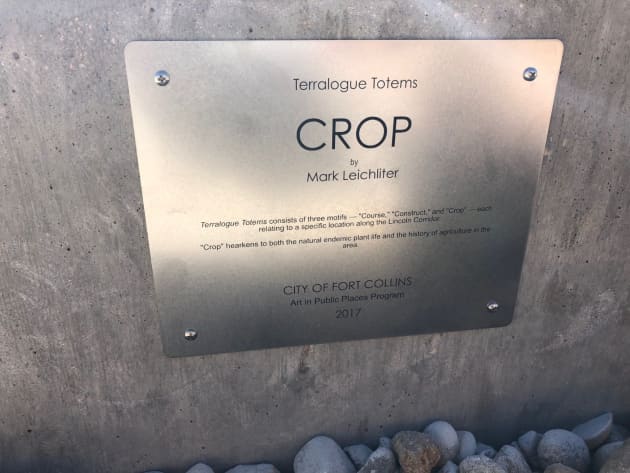 Terralogue Totems
CROP
by
Mark Leichliter
Terralogue Totems consists of three motifs — "Course," "Construct," and "Crop" — each
relating to a specific location along the Lincoln Corridor.
"Crop" hearkens to both the natural endemic plant life and the history of agriculture in the
area.
CITY OF FORT COLLINS
Art in Public Places Program
2017